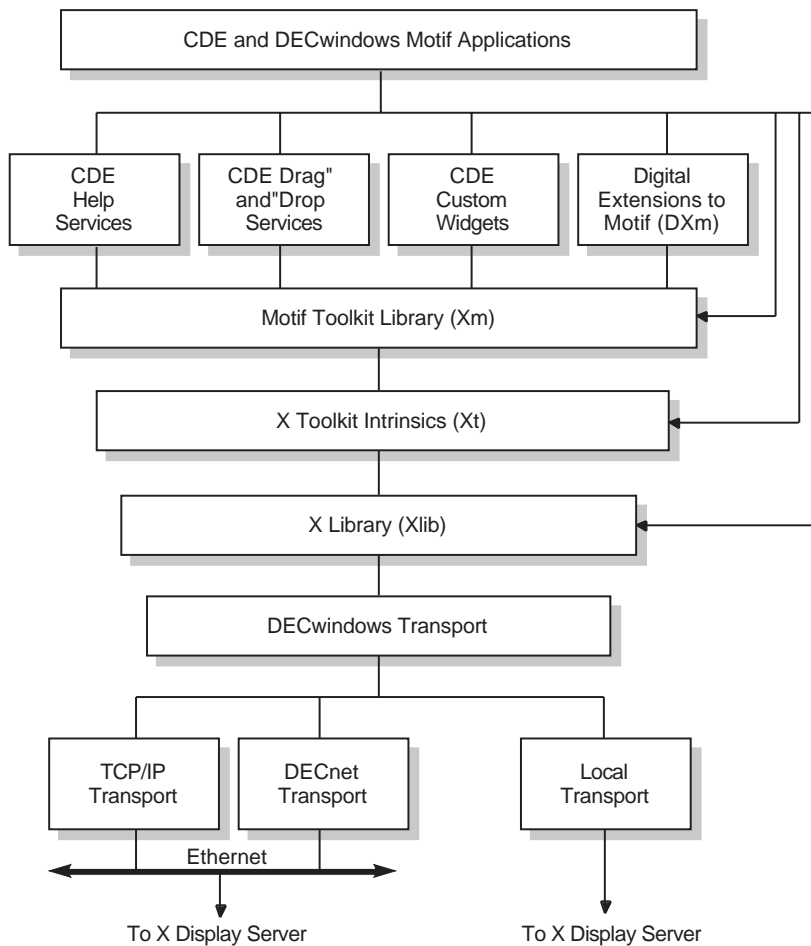 CDE and DECwindows Motif Applications
CDE
Help
Services
CDE Drag"
and"Drop
Services
CDE
Custom
Widgets
Digital
Extensions to
Motif (DXm)
Motif Toolkit Library (Xm)
X Toolkit Intrinsics (Xt)
X Library (Xlib)
DECwindows Transport
TCP/IP
Transport
DECnet
Transport
Local
Transport
Ethernet
To X Display Server
To X Display Server